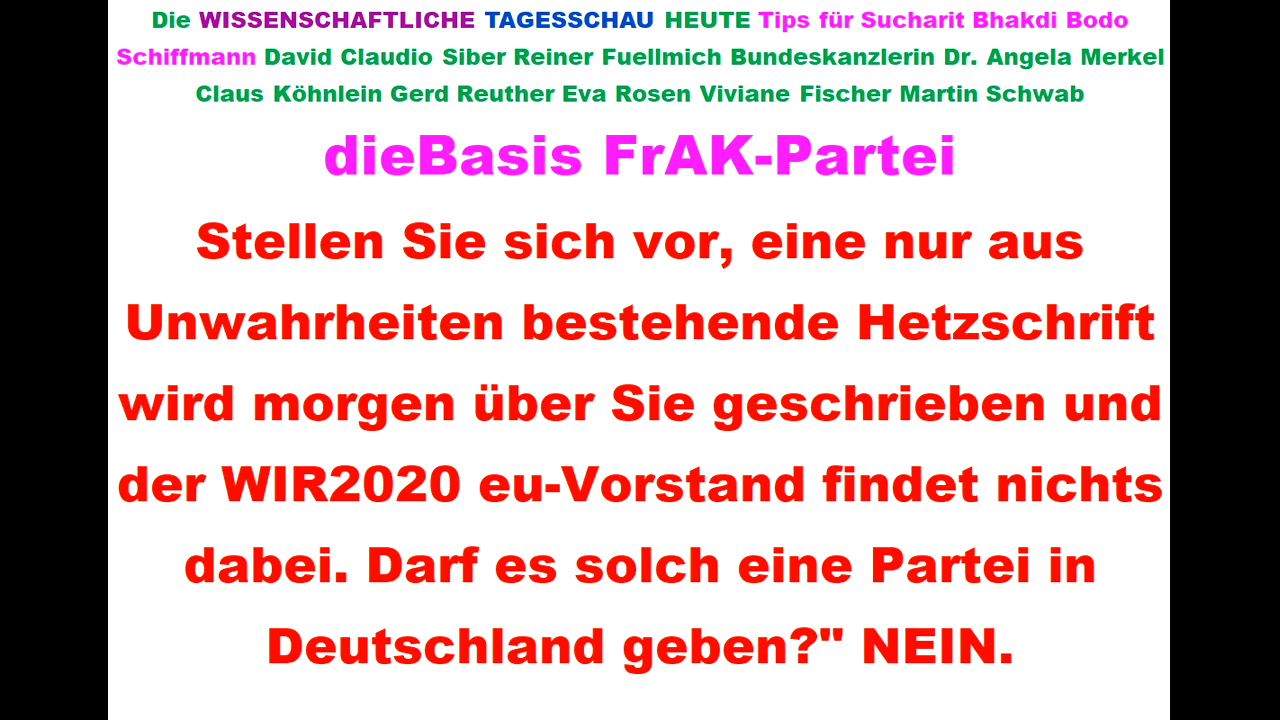 Die WISSENSCHAFTLICHE TAGESSCHAU HEUTE Tips für Sucharit Bhakdi Bodo
Schiffmann David Claudio Siber Reiner Fuellmich Bundeskanzlerin Dr. Angela Merkel
Claus Köhnlein Gerd Reuther Eva Rosen Viviane Fischer Martin Schwab
dieBasis FrAK-Partei
Stellen Sie sich vor, eine nur aus
Unwahrheiten bestehende Hetzschrift
wird morgen über Sie geschrieben und
der WIR2020 eu-Vorstand findet nichts
dabei. Darf es solch eine Partei in
Deutschland geben?" NEIN.